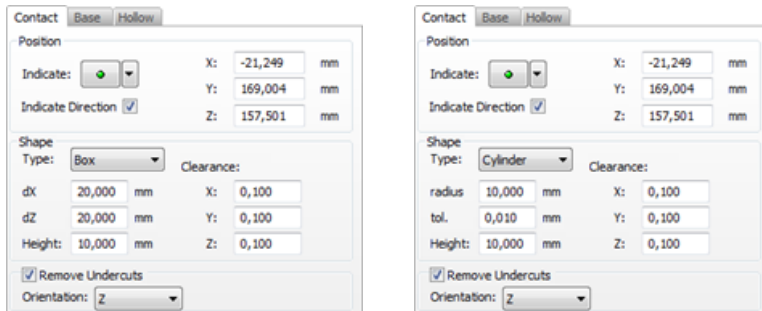 Contact Base Hollow
Position
Indicate:
X: -21,249 mm
Y: 169,004 mm
Indicate Direction
Z: 157,501 mm
Shape
Type: Box
Clearance:
dX 20,000 mm X: 0,100
dZ 20,000 mm Y: 0,100
Height: 10,000 mm Z: 0,100
Remove Undercuts
Orientation: Z
Contact Base Hollow
Position
Indicate:
X: -21,249 mm
Y: 169,004 mm
Indicate Direction
Z: 157,501 mm
Shape
Type: Cylinder
Clearance:
radius 10,000 mm X: 0,100
tol. 0,010 mm Y: 0,100
Height: 10,000 mm Z: 0,100
Remove Undercuts
Orientation: Z